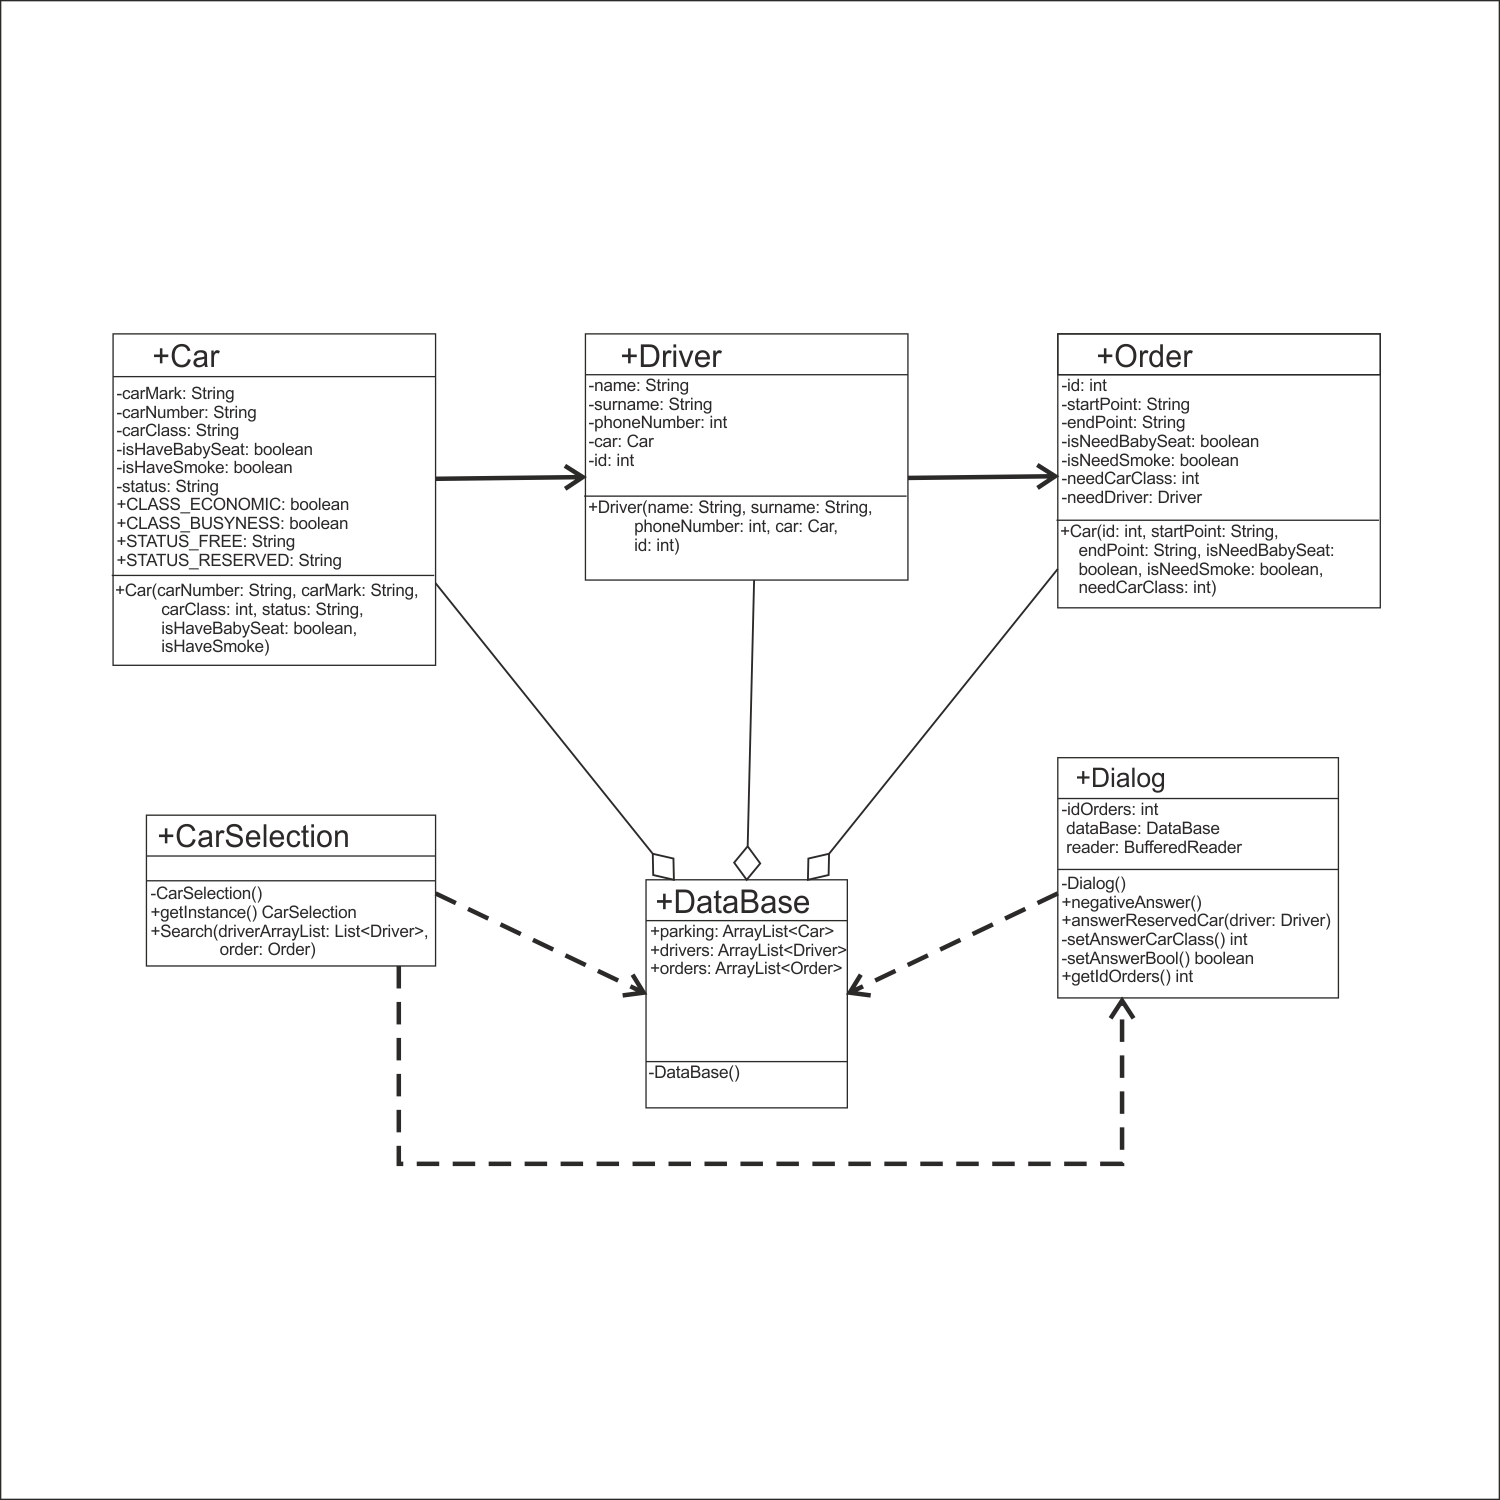 +Car
-carMark: String
-carNumber: String
-carClass: String
-isHaveBabySeat: boolean
-isHaveSmoke: boolean
-status: String
+CLASS_ECONOMIC: boolean
+CLASS_BUSYNESS: boolean
+STATUS_FREE: String
+STATUS_RESERVED: String
+Car(carNumber: String, carMark: String,
carClass: int, status: String,
isHaveBabySeat: boolean,
isHaveSmoke)
+Driver
-name: String
-surname: String
-phoneNumber: int
-car: Car
-id: int
+Driver(name: String, surname: String,
phoneNumber: int, car: Car,
id: int)
+Order
-id: int
-startPoint: String
-endPoint: String
-isNeedBabySeat: boolean
-isNeedSmoke: boolean
-needCarClass: int
-needDriver: Driver
+Car(id: int, startPoint: String,
endPoint: String, isNeedBabySeat:
boolean, isNeedSmoke: boolean,
needCarClass: int)
+CarSelection
-CarSelection()
+getInstance() CarSelection
+Search(driverArrayList: List<Driver>,
order: Order)
+DataBase
+parking: ArrayList<Car>
+drivers: ArrayList<Driver>
+orders: ArrayList<Order>
-DataBase()
+Dialog
-idOrders: int
dataBase: DataBase
reader: BufferedReader
-Dialog()
+negativeAnswer()
+answerReservedCar(driver: Driver)
-setAnswerCarClass() int
-setAnswerBool() boolean
+getIdOrders() int